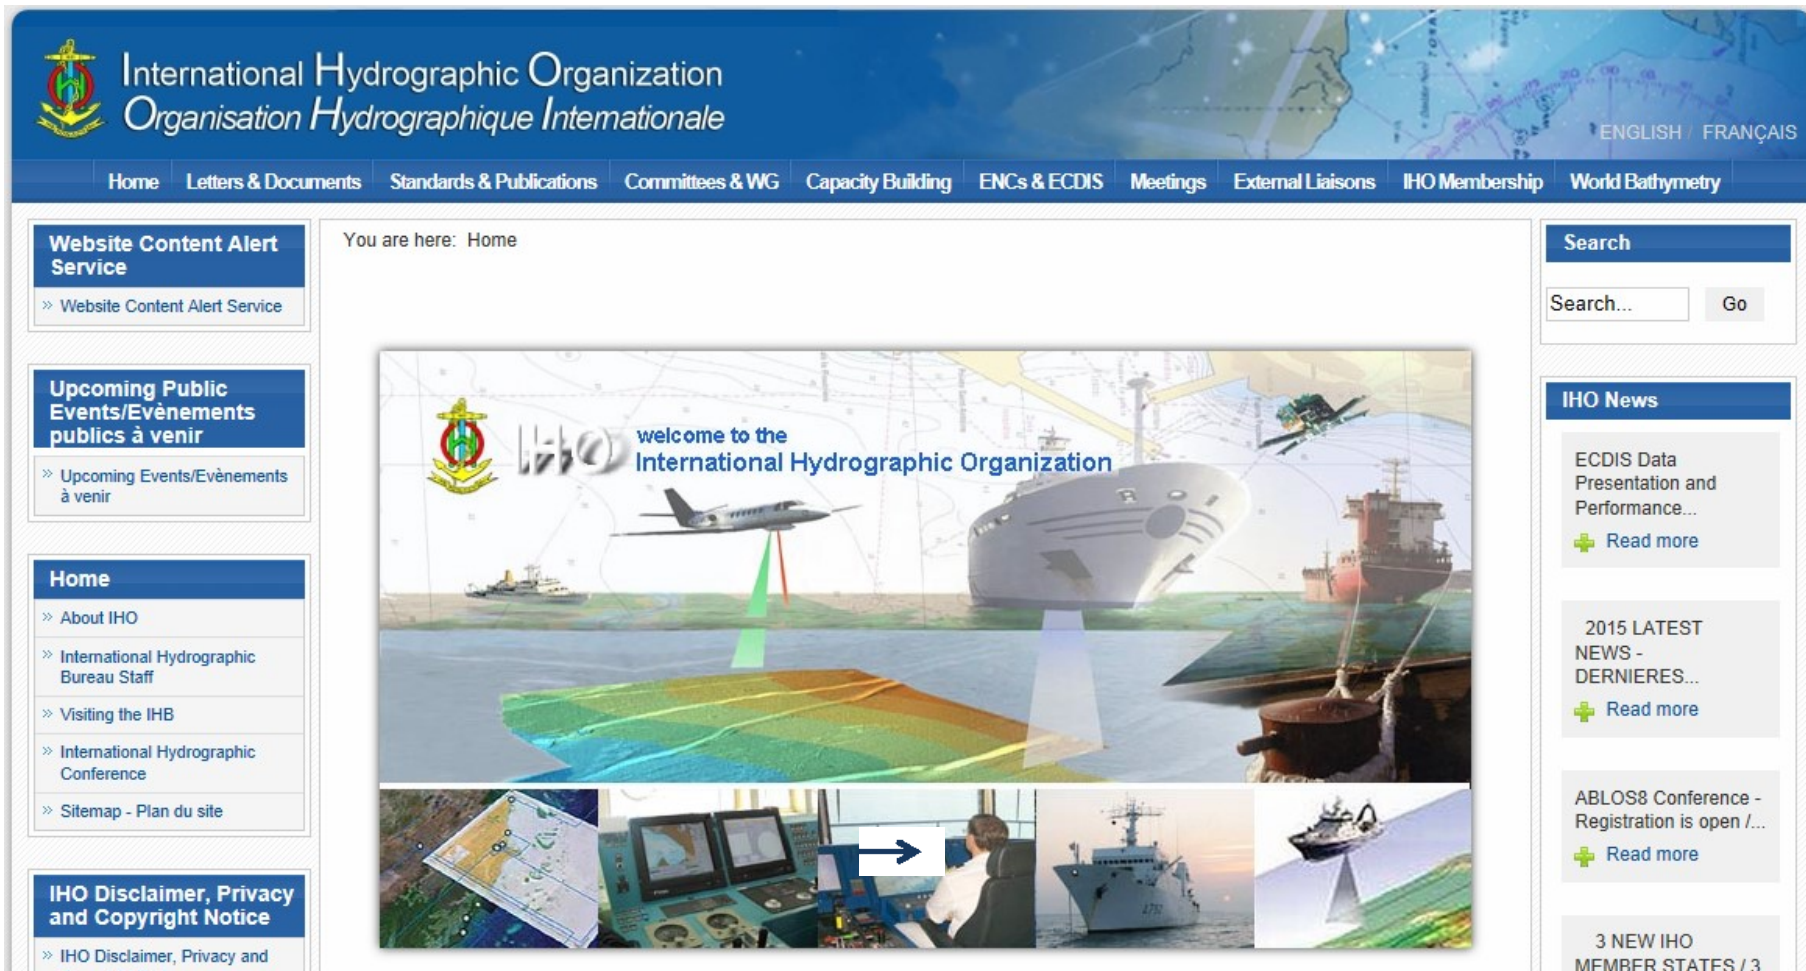 International Hydrographic Organization
Organisation Hydrographique Internationale
ENGLISH / FRANÇAIS
Home Letters & Documents Standards & Publications Committees & WG Capacity Building ENCs & ECDIS Meetings External Liaisons IHO Membership World Bathymetry
Website Content Alert
Service
» Website Content Alert Service
Upcoming Public
Events/Evènements
publics à venir
» Upcoming Events/Evènements
à venir
Home
» About IHO
» International Hydrographic
Bureau Staff
» Visiting the IHB
» International Hydrographic
Conference
» Sitemap - Plan du site
IHO Disclaimer, Privacy
and Copyright Notice
» IHO Disclaimer, Privacy and
You are here: Home
IHO welcome to the
International Hydrographic Organization
A752
Search
Search... Go
IHO News
ECDIS Data
Presentation and
Performance...
Read more
2015 LATEST
NEWS -
DERNIERES...
Read more
ABLOS8 Conference -
Registration is open /...
Read more
3 NEW IHO
MEMBER STATES / 3